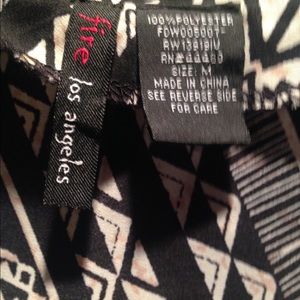 fire
los angeles
100% POLYESTER
SIZE: M
MADE IN CHINA
SEE REVERSE SIDE
FOR CARE